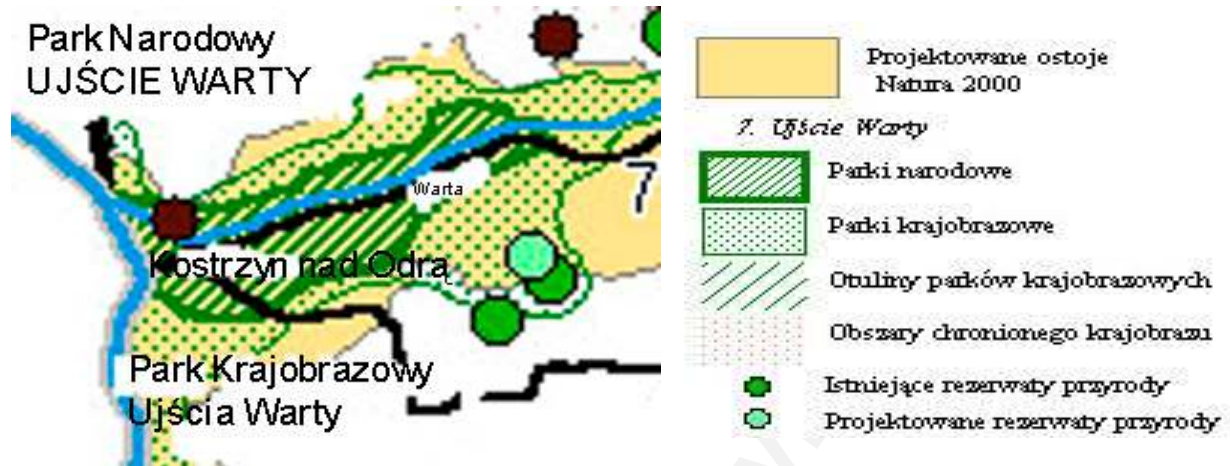 Park Narodowy
UJŚCIE WARTY
Warta
7
Kostrzyn nad Odrą
Park Krajobrazowy
Ujścia Warty
Projektowane ostoje
Natura 2000
7. Ujście Warty
Parki narodowe
Parki krajobrazowe
Otuliny parków krajobrazowych
Obszary chronionego krajobrazu
Istniejące rezerwaty przyrody
Projektowane rezerwaty przyrody